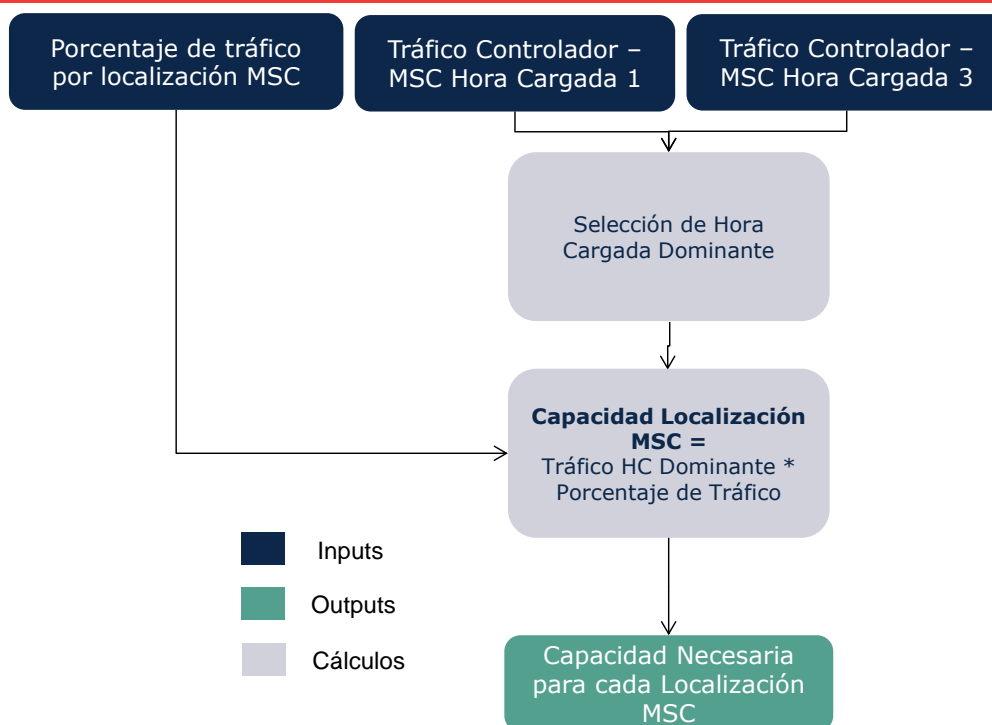 Porcentaje de tráfico
por localización MSC
Tráfico Controlador –
MSC Hora Cargada 1
Tráfico Controlador –
MSC Hora Cargada 3
Selección de Hora
Cargada Dominante
Capacidad Localización
MSC =
Tráfico HC Dominante *
Porcentaje de Tráfico
Inputs
Outputs
Cálculos
Capacidad Necesaria
para cada Localización
MSC